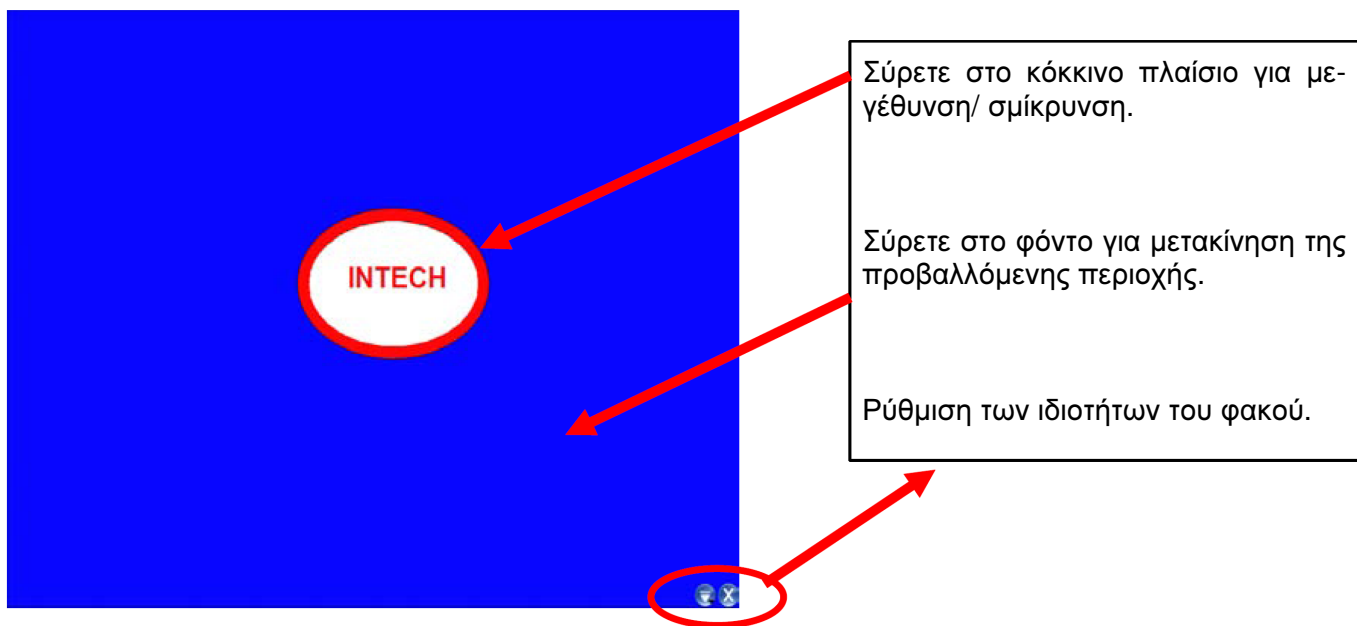 INTECH
Σύρετε στο κόκκινο πλαίσιο για με-
γέθυνση/ σμίκρυνση.
Σύρετε στο φόντο για μετακίνηση της
προβαλλόμενης περιοχής.
Ρύθμιση των ιδιοτήτων του φακού.
X